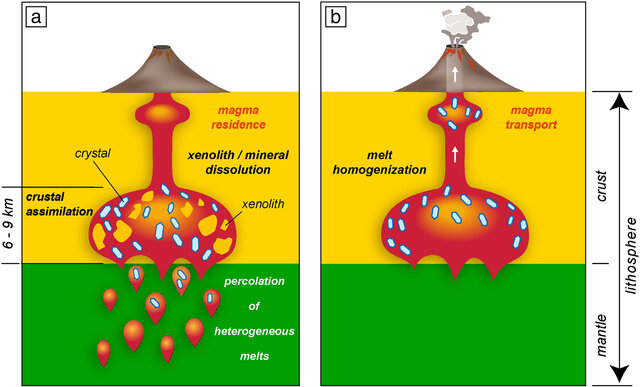 a
magma
residence
crystal
xenolith / mineral
dissolution
crustal
assimilation
xenolith
6 - 9 km
percolation
of
heterogeneous
melts
b
magma
transport
melt
homogenization
crust
mantle
lithosphere